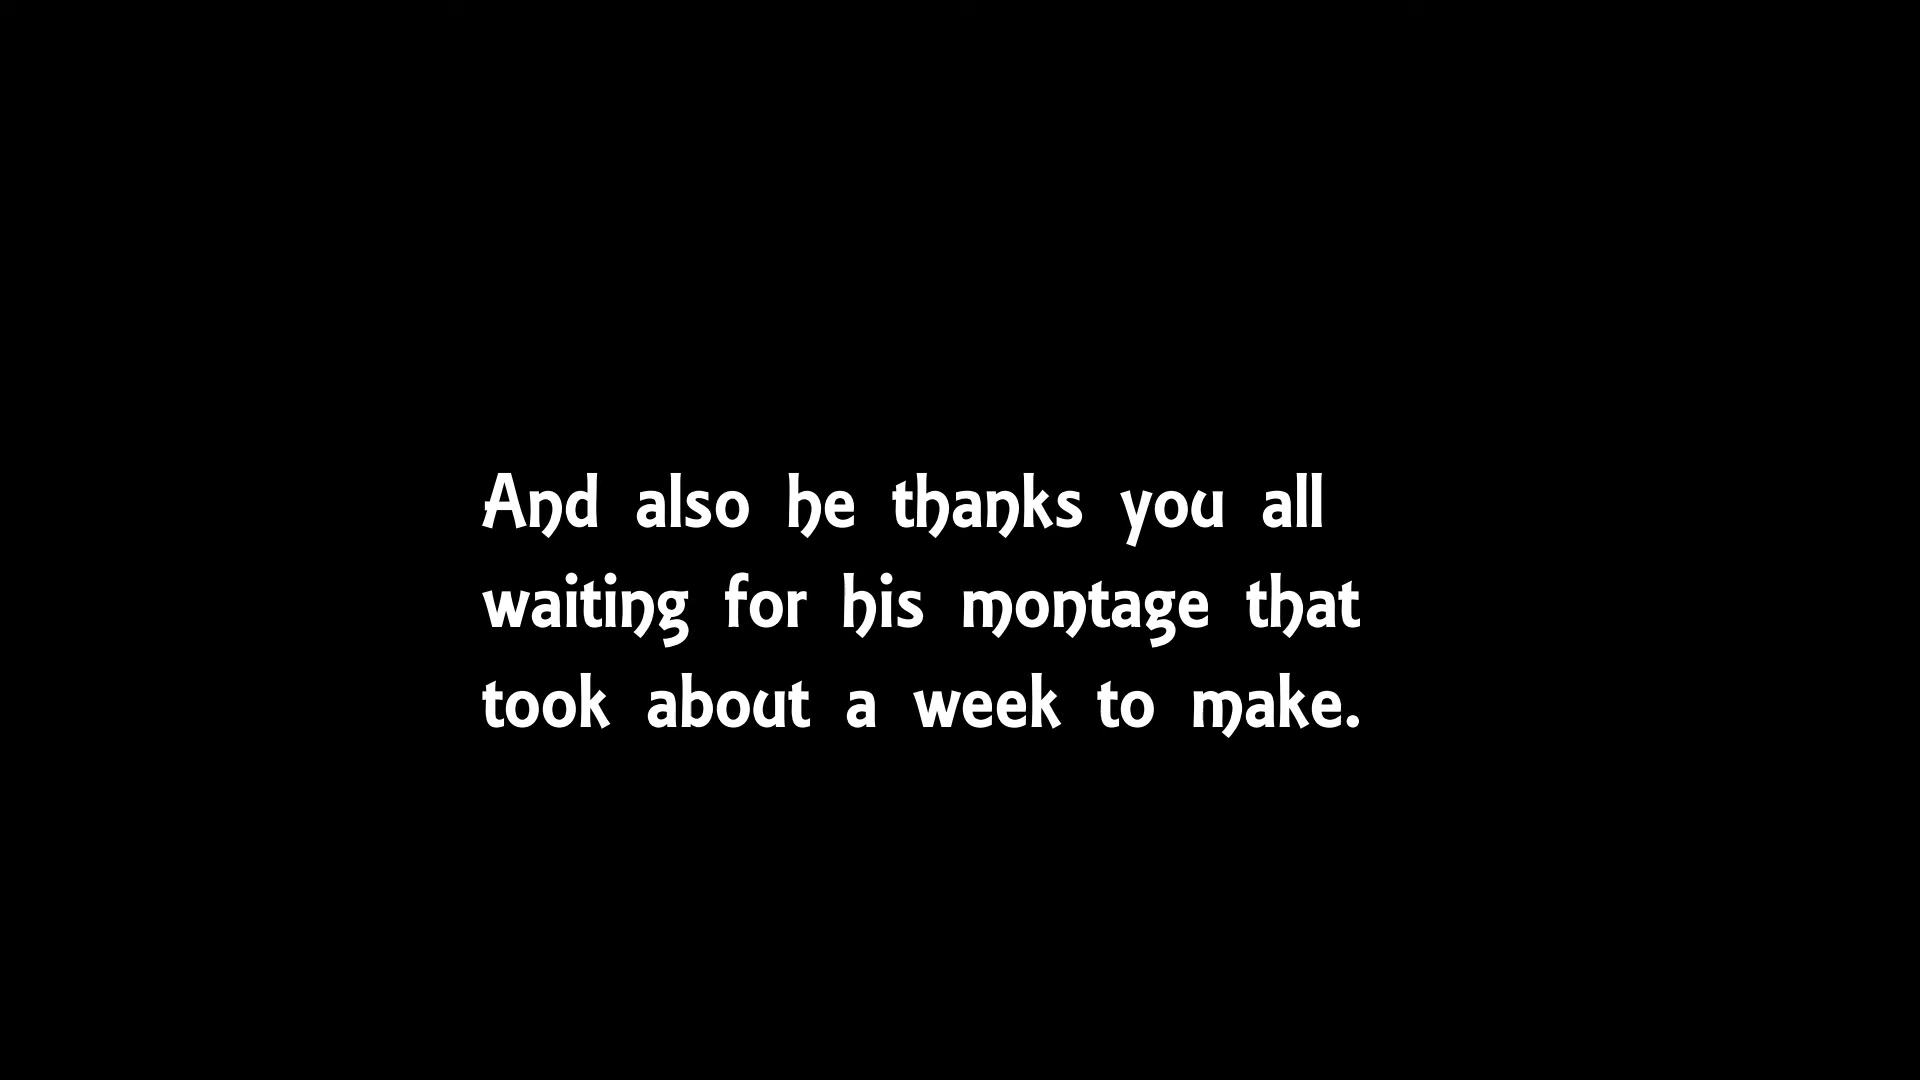 And also he thanks you all
waiting for his montage that
took about a week to make.